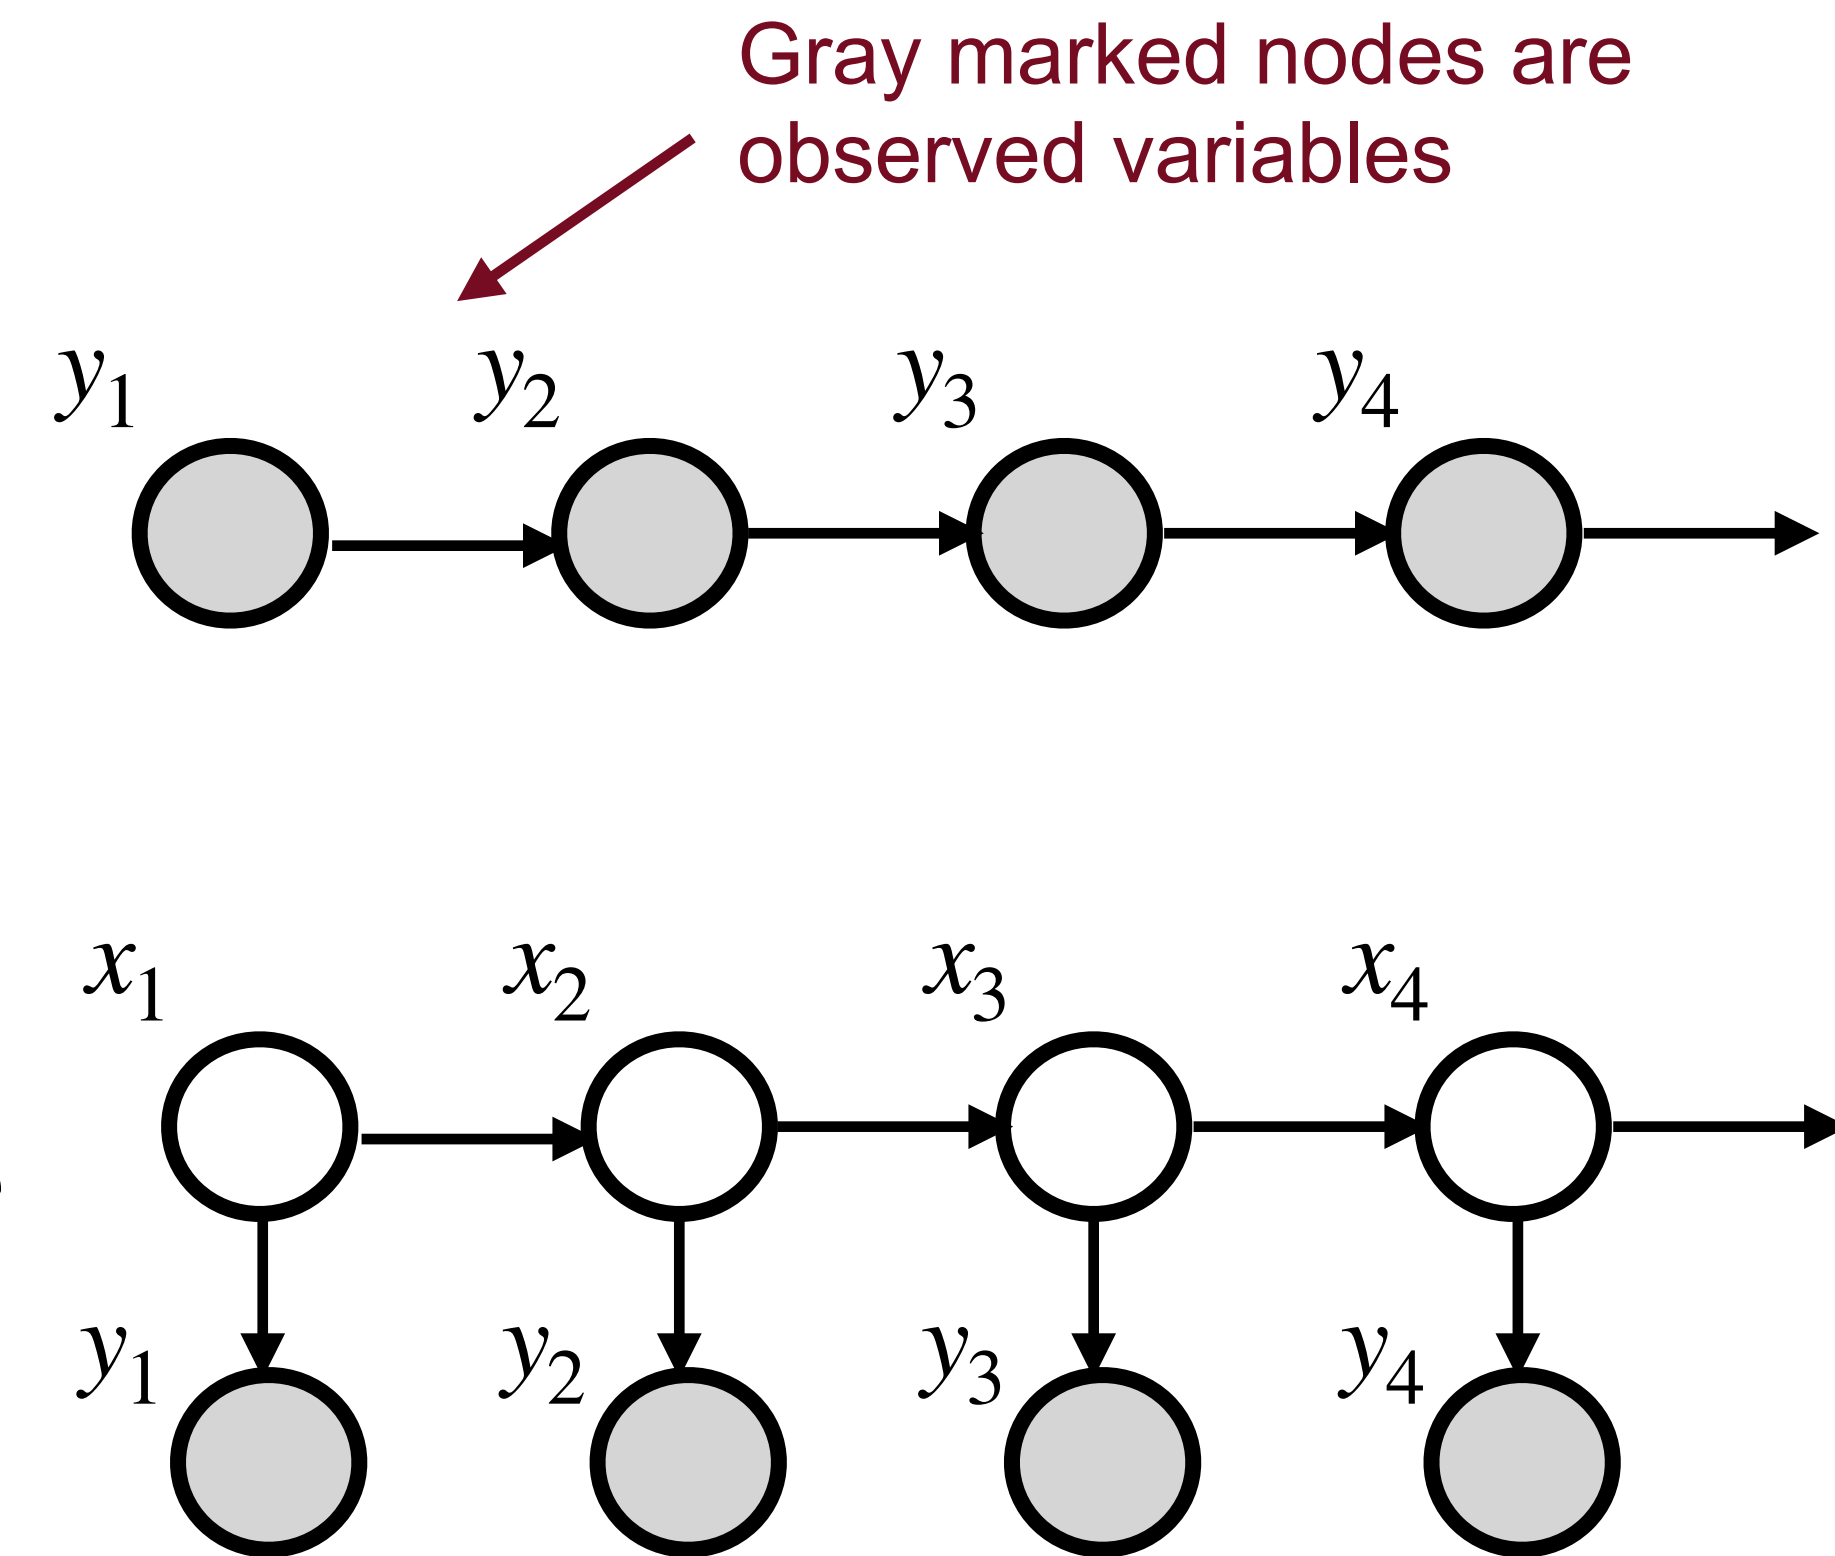 Gray marked nodes are
observed variables
y₁ y₂ y₃ y₄
x₁ x₂ x₃ x₄
y₁ y₂ y₃ y₄